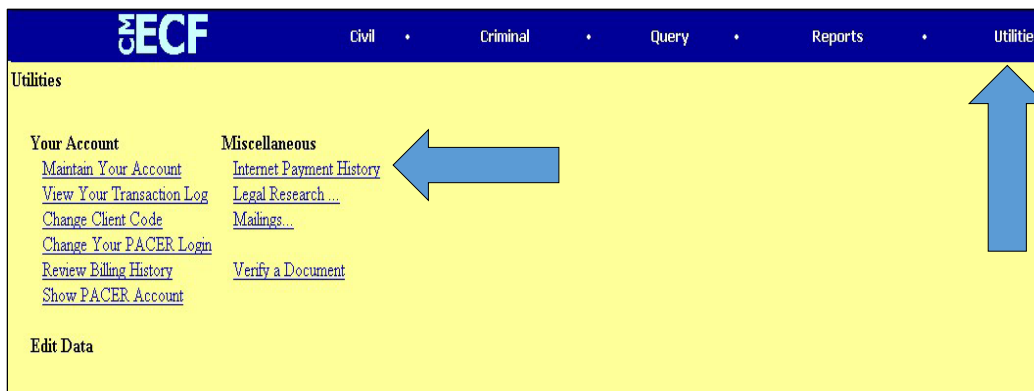 CM ECF Civil • Criminal • Query • Reports • Utilitie
Utilities
Your Account
Maintain Your Account
View Your Transaction Log
Change Client Code
Change Your PACER Login
Review Billing History
Show PACER Account
Miscellaneous
Internet Payment History
Legal Research ...
Mailings...
Verify a Document
Edit Data